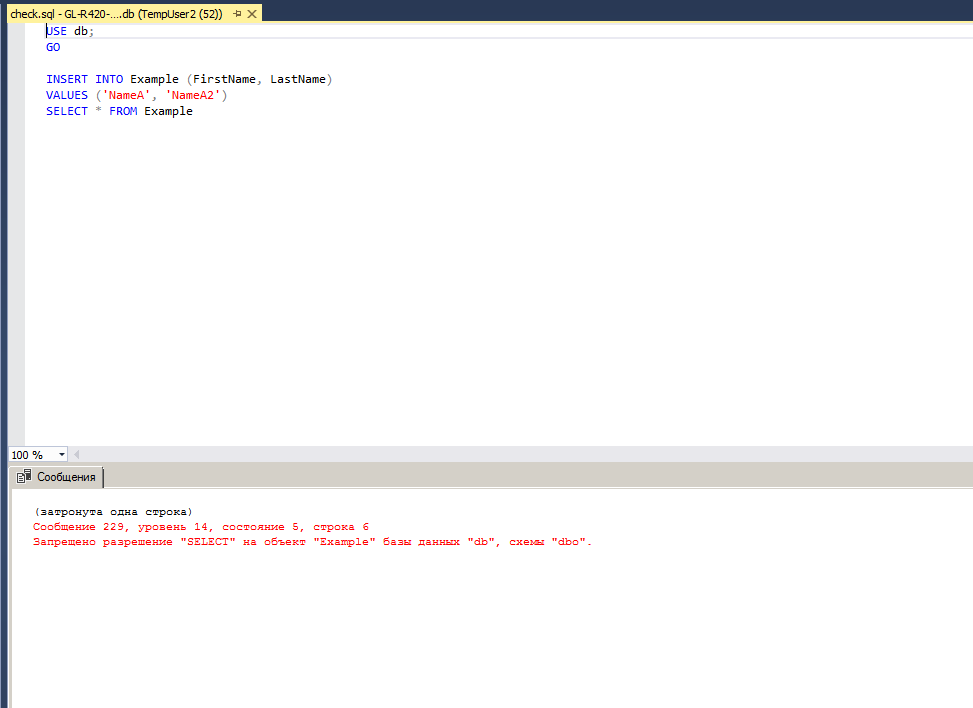 check.sql - GL-R420-....db (TempUser2 (52))
USE db;
GO
INSERT INTO Example (FirstName, LastName)
VALUES ('NameA', 'NameA2')
SELECT * FROM Example
100 %
Сообщения
(затронута одна строка)
Сообщение 229, уровень 14, состояние 5, строка 6
Запрещено разрешение "SELECT" на объект "Example" базы данных "db", схемы "dbo".